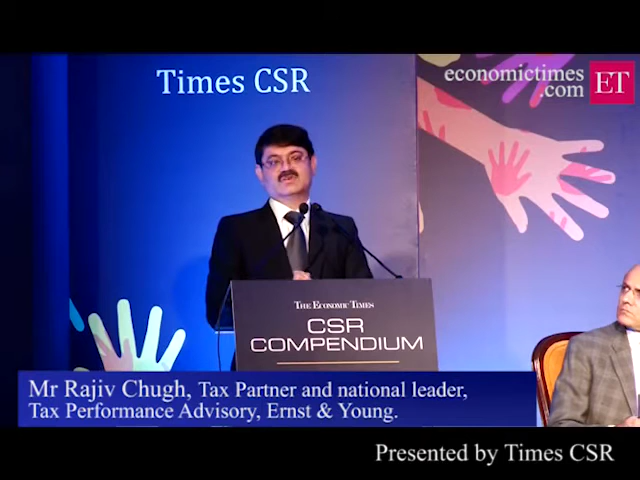 Times CSR
economictimes
.com
ET
THE ECONOMIC TIMES
CSR
COMPENDIUM
Mr Rajiv Chugh, Tax Partner and national leader,
Tax Performance Advisory, Ernst & Young.
Presented by Times CSR